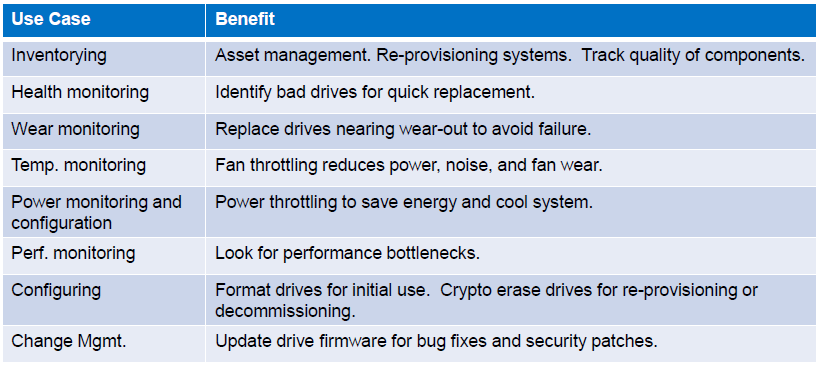 Use Case Benefit
Inventorying Asset management. Re-provisioning systems.  Track quality of components.
Health monitoring Identify bad drives for quick replacement.
Wear monitoring Replace drives nearing wear-out to avoid failure.
Temp. monitoring Fan throttling reduces power, noise, and fan wear.
Power monitoring and Power throttling to save energy and cool system.
configuration
Perf. monitoring Look for performance bottlenecks.
Configuring Format drives for initial use.  Crypto erase drives for re-provisioning or
decommissioning.
Change Mgmt. Update drive firmware for bug fixes and security patches.